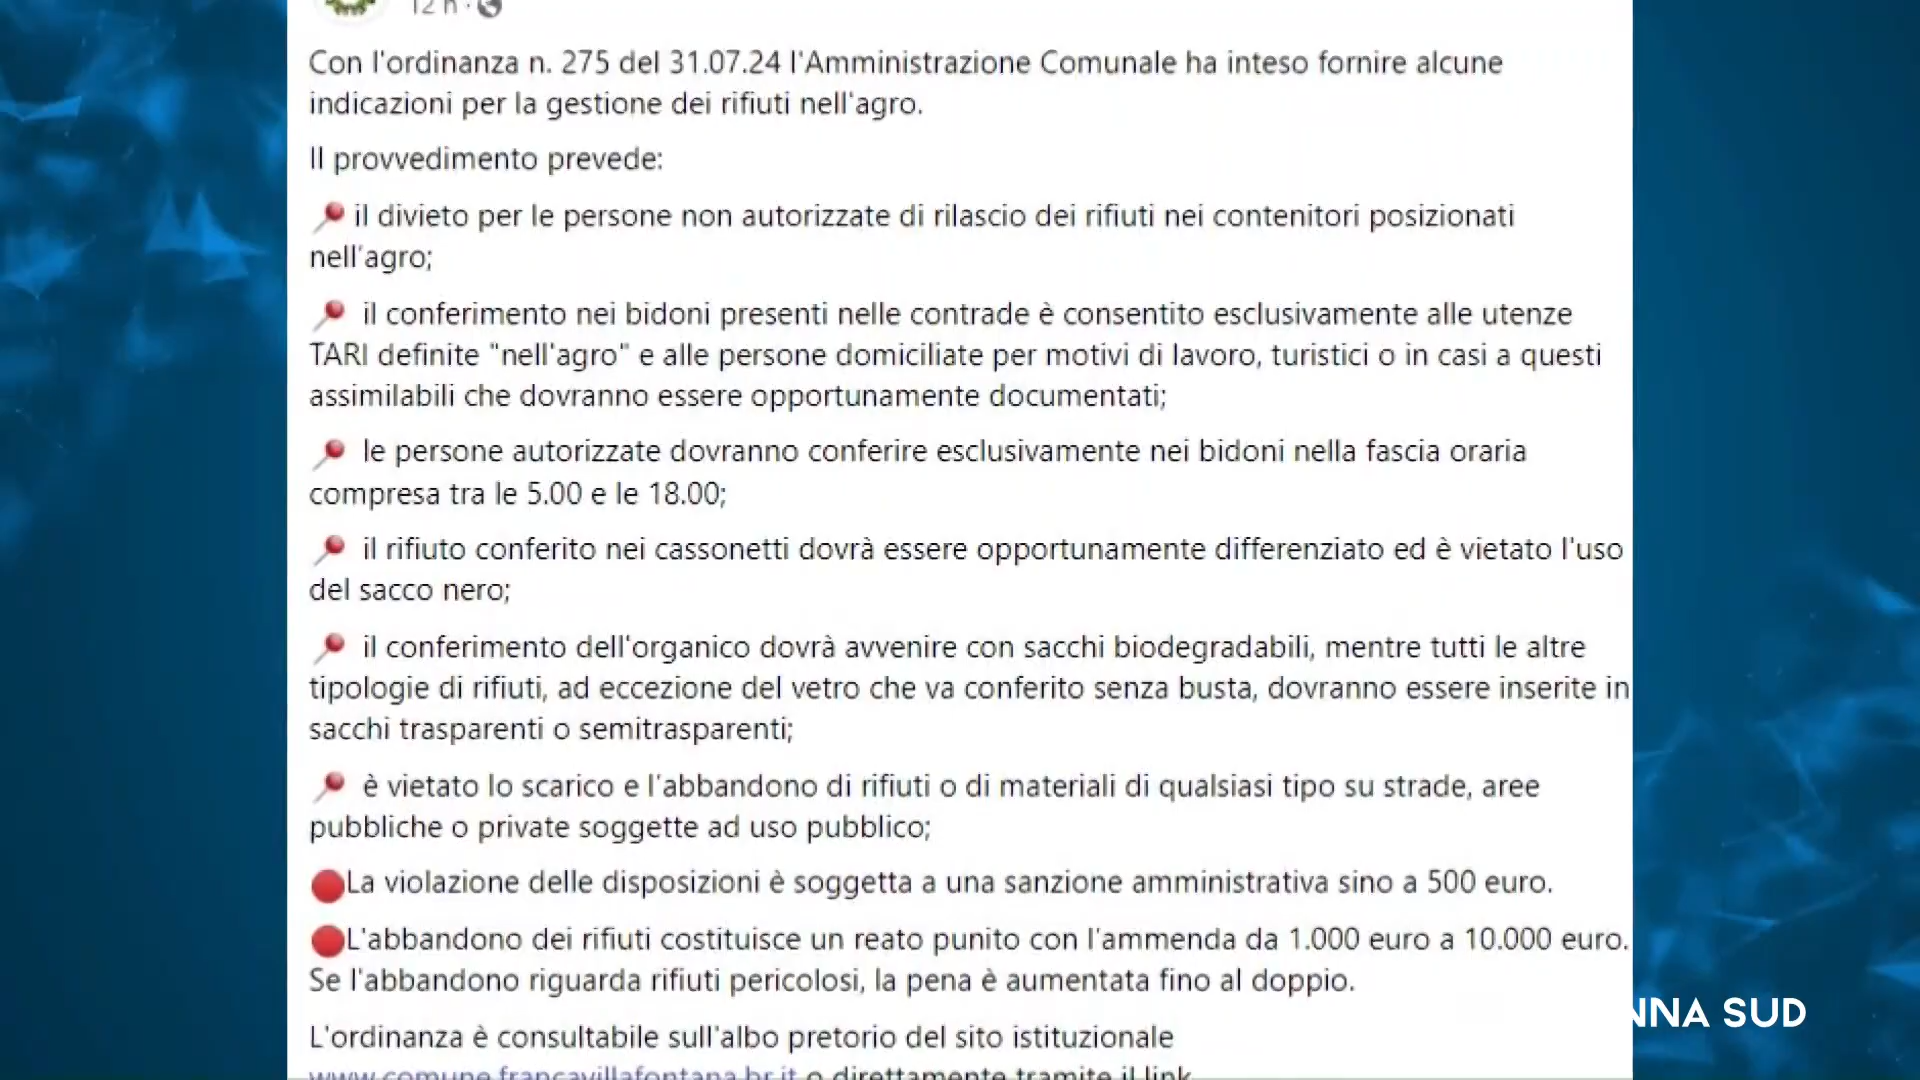 12 h ·
Con l'ordinanza n. 275 del 31.07.24 l'Amministrazione Comunale ha inteso fornire alcune
indicazioni per la gestione dei rifiuti nell'agro.
Il provvedimento prevede:
il divieto per le persone non autorizzate di rilascio dei rifiuti nei contenitori posizionati
nell'agro;
il conferimento nei bidoni presenti nelle contrade è consentito esclusivamente alle utenze
TARI definite "nell'agro" e alle persone domiciliate per motivi di lavoro, turistici o in casi a questi
assimilabili che dovranno essere opportunamente documentati;
le persone autorizzate dovranno conferire esclusivamente nei bidoni nella fascia oraria
compresa tra le 5.00 e le 18.00;
il rifiuto conferito nei cassonetti dovrà essere opportunamente differenziato ed è vietato l'uso
del sacco nero;
il conferimento dell'organico dovrà avvenire con sacchi biodegradabili, mentre tutti le altre
tipologie di rifiuti, ad eccezione del vetro che va conferito senza busta, dovranno essere inserite in
sacchi trasparenti o semitrasparenti;
è vietato lo scarico e l'abbandono di rifiuti o di materiali di qualsiasi tipo su strade, aree
pubbliche o private soggette ad uso pubblico;
La violazione delle disposizioni è soggetta a una sanzione amministrativa sino a 500 euro.
L'abbandono dei rifiuti costituisce un reato punito con l'ammenda da 1.000 euro a 10.000 euro.
Se l'abbandono riguarda rifiuti pericolosi, la pena è aumentata fino al doppio.
L'ordinanza è consultabile sull'albo pretorio del sito istituzionale
www.comune.francavillafontana.br.it o direttamente tramite il link
NNA SUD